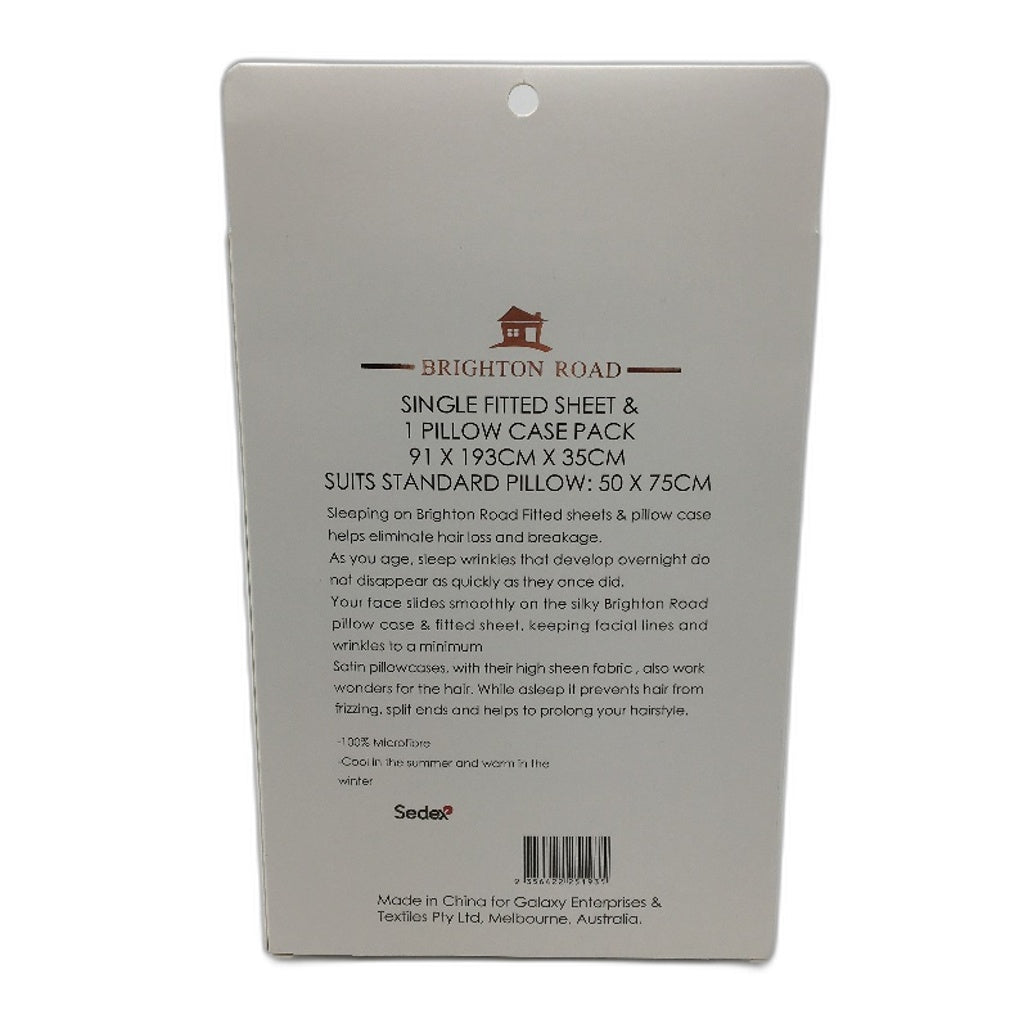 BRIGHTON ROAD
SINGLE FITTED SHEET &
1 PILLOW CASE PACK
91 X 193CM X 35CM
SUITS STANDARD PILLOW: 50 X 75CM
Sleeping on Brighton Road Fitted sheets & pillow case
helps eliminate hair loss and breakage.
As you age, sleep wrinkles that develop overnight do
not disappear as quickly as they once did.
Your face slides smoothly on the silky Brighton Road
pillow case & fitted sheet, keeping facial lines and
wrinkles to a minimum
Satin pillowcases, with their high sheen fabric , also work
wonders for the hair. While asleep it prevents hair from
frizzing, split ends and helps to prolong your hairstyle.
-100% Microfibre
-Cool in the summer and warm in the
winter
Sedex
Made in China for Galaxy Enterprises &
Textiles Pty Ltd, Melbourne, Australia.